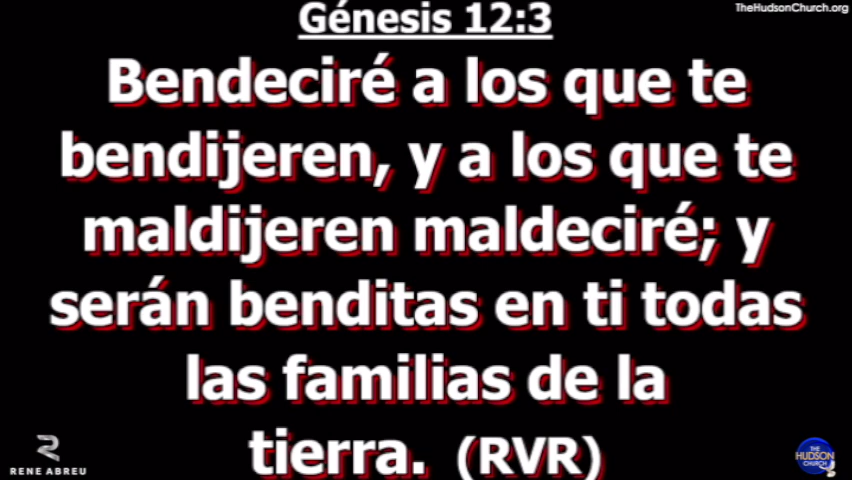 TheHudsonChurch.org
Génesis 12:3
Bendeciré a los que te
bendijeren, y a los que te
maldijeren maldeciré; y
serán benditas en ti todas
las familias de la
tierra. (RVR)
RENE ABREU
THE
HUDSON
CHURCH